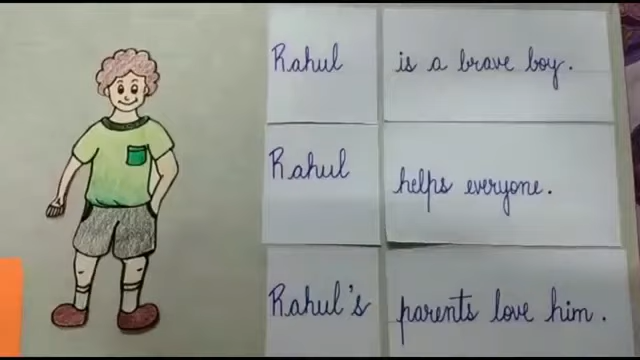 Rahul is a brave boy.
Rahul helps everyone.
Rahul's parents love him.